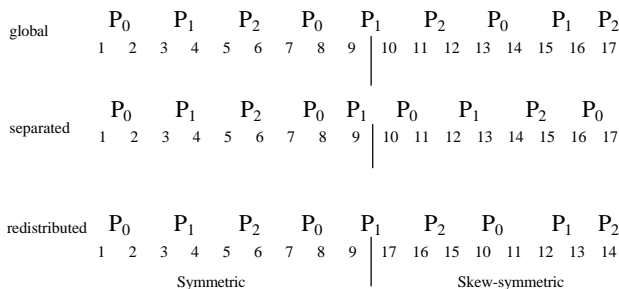 P0 P1 P2 P0 P1 P2 P0 P1 P2
global
1 2 3 4 5 6 7 8 9 10 11 12 13 14 15 16 17
P0 P1 P2 P0 P1 P0 P1 P2 P0
separated
1 2 3 4 5 6 7 8 9 10 11 12 13 14 15 16 17
P0 P1 P2 P0 P1 P2 P0 P1 P2
redistributed
1 2 3 4 5 6 7 8 9 17 16 15 10 11 12 13 14
Symmetric Skew-symmetric